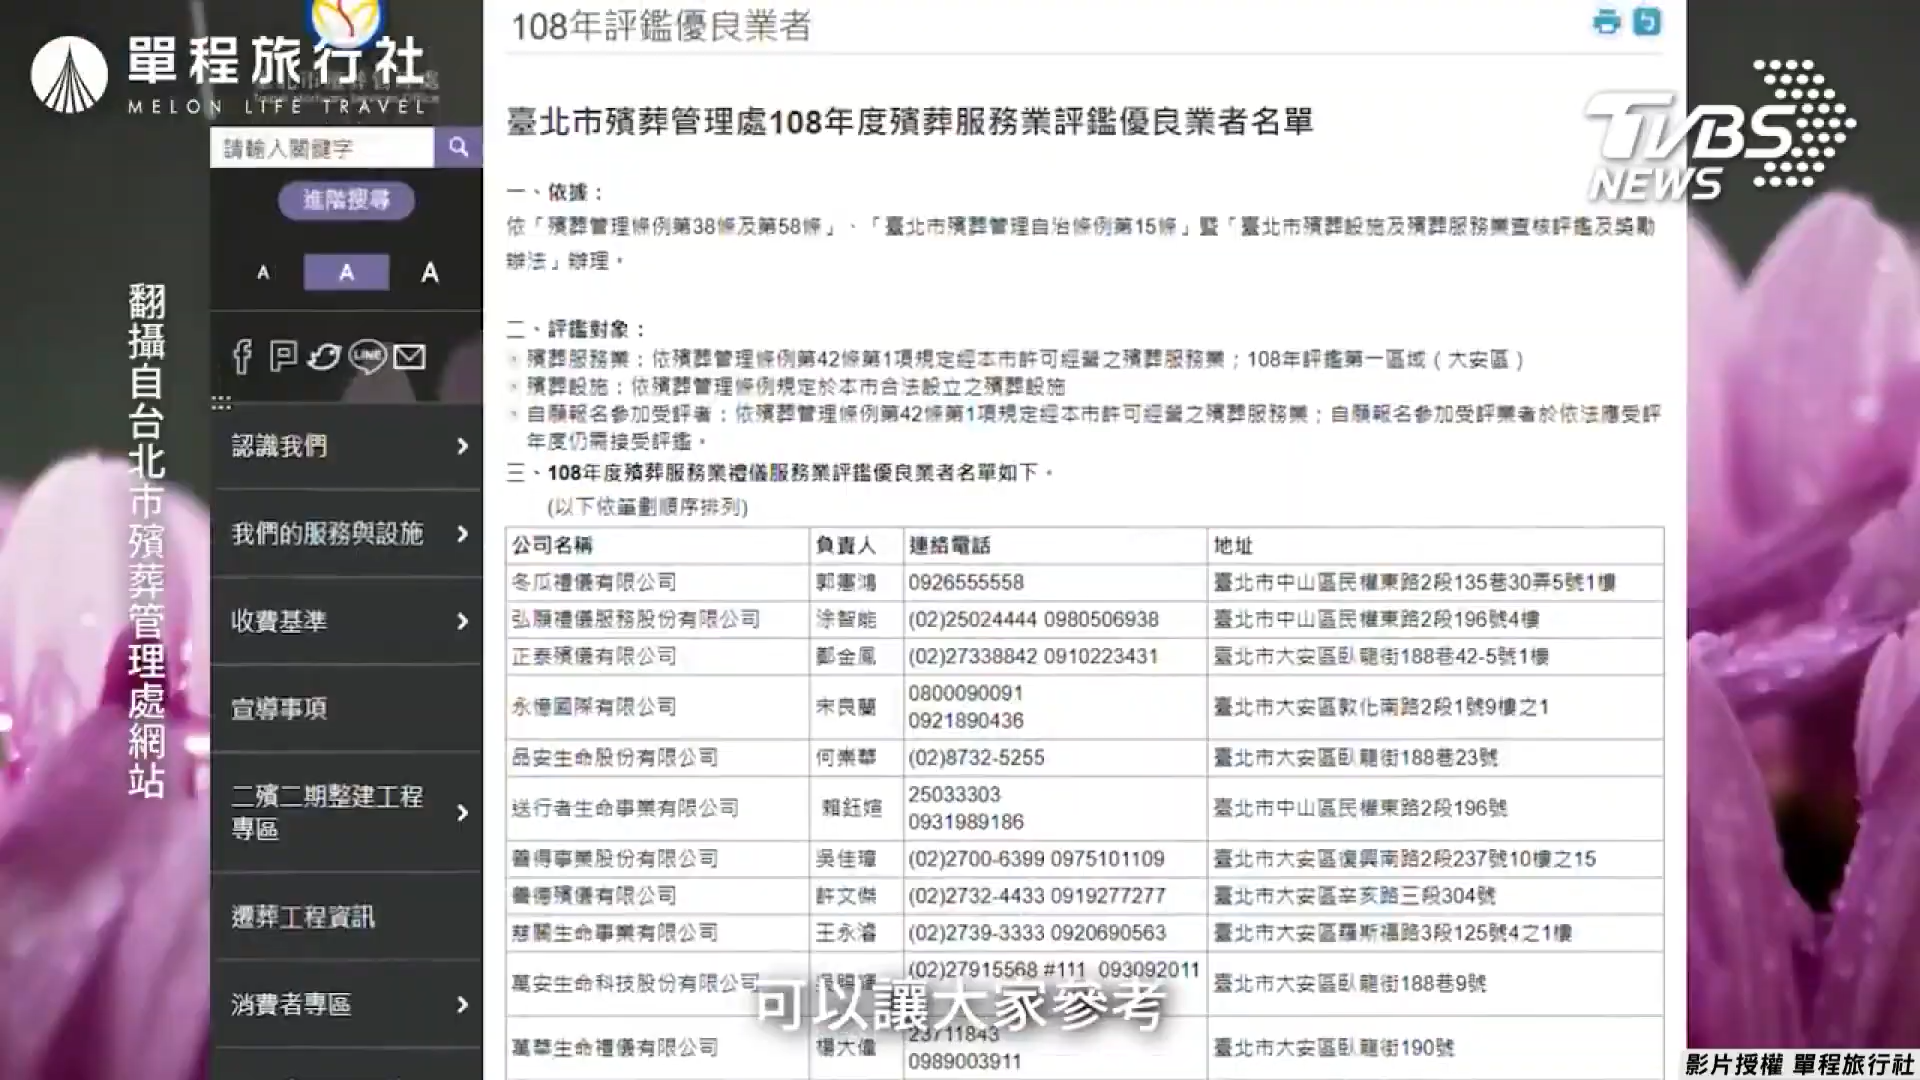 單程旅行社
MELON LIFE TRAVEL
TVBS
NEWS
翻攝自台北市殯葬管理處網站
請輸入關鍵字
進階搜尋
A A A
LINE
認識我們
我們的服務與設施
收費基準
宣導事項
二殯二期整建工程
專區
遷葬工程資訊
消費者專區
108年評鑑優良業者
臺北市殯葬管理處108年度殯葬服務業評鑑優良業者名單
一、依據：
依「殯葬管理條例第38條及第58條」、「臺北市殯葬管理自治條例第15條」暨「臺北市殯葬設施及殯葬服務業查核評鑑及獎勵
辦法」辦理。
二、評鑑對象：
殯葬服務業：依殯葬管理條例第42條第1項規定經本市許可經營之殯葬服務業；108年評鑑第一區域（大安區）
殯葬設施：依殯葬管理條例規定於本市合法設立之殯葬設施
自願報名參加受評者：依殯葬管理條例第42條第1項規定經本市許可經營之殯葬服務業；自願報名參加受評業者於依法應受評
年度仍需接受評鑑。
三、108年度殯葬服務業禮儀服務業評鑑優良業者名單如下。
(以下依筆劃順序排列)
公司名稱 負責人 連絡電話 地址
冬瓜禮儀有限公司 郭憲鴻 0926555558 臺北市中山區民權東路2段135巷30弄5號1樓
弘願禮儀服務股份有限公司 涂智能 (02)25024444 0980506938 臺北市中山區民權東路2段196號4樓
正泰殯儀有限公司 鄭金鳳 (02)27338842 0910223431 臺北市大安區臥龍街188巷42-5號1樓
永億國際有限公司 宋良蘭 0800090091
0921890436 臺北市大安區敦化南路2段1號9樓之1
品安生命股份有限公司 何崇華 (02)8732-5255 臺北市大安區臥龍街188巷23號
送行者生命事業有限公司 賴鈺媗 25033303
0931989186 臺北市中山區民權東路2段196號
善得事業股份有限公司 吳佳璋 (02)2700-6399 0975101109 臺北市大安區復興南路2段237號10樓之15
譽德殯儀有限公司 許文傑 (02)2732-4433 0919277277 臺北市大安區辛亥路三段304號
慈關生命事業有限公司 王永濬 (02)2739-3333 0920690563 臺北市大安區羅斯福路3段125號4之1樓
萬安生命科技股份有限公司 (02)27915568 #111 093092011 臺北市大安區臥龍街188巷9號
萬華生命禮儀有限公司 楊大偉 23711843
0989003911 臺北市大安區臥龍街190號
可以讓大家參考
影片授權 單程旅行社